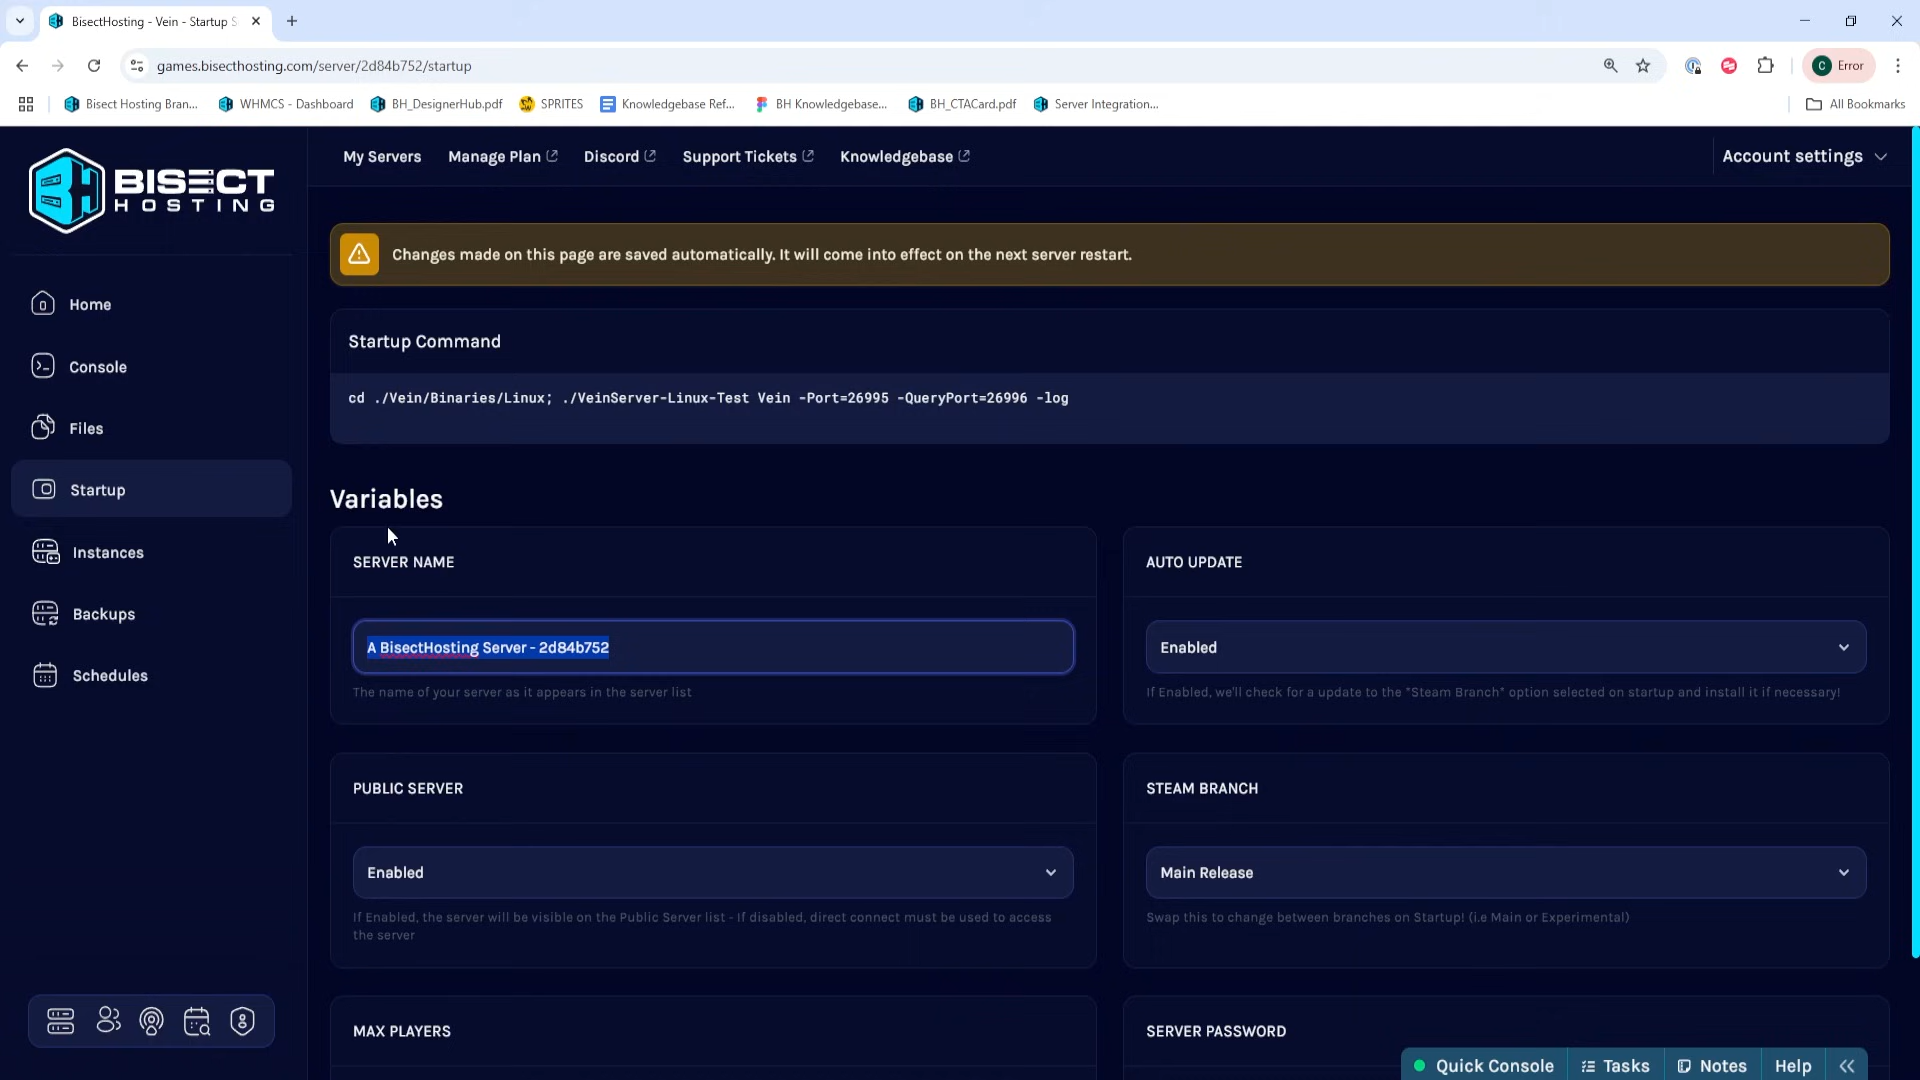 BisectHosting - Vein - Startup S
games.bisecthosting.com/server/2d84b752/startup
C Error
Bisect Hosting Bran...
WHMCS - Dashboard
BH_DesignerHub.pdf
SPRITES
Knowledgebase Ref...
BH Knowledgebase...
BH_CTACard.pdf
Server Integration...
All Bookmarks
BISECT
HOSTING
My Servers
Manage Plan
Discord
Support Tickets
Knowledgebase
Account settings
Home
Console
Files
Startup
Instances
Backups
Schedules
Changes made on this page are saved automatically. It will come into effect on the next server restart.
Startup Command
cd ./Vein/Binaries/Linux; ./VeinServer-Linux-Test Vein -Port=26995 -QueryPort=26996 -log
Variables
SERVER NAME
A BisectHosting Server - 2d84b752
The name of your server as it appears in the server list
AUTO UPDATE
Enabled
If Enabled, we'll check for a update to the "Steam Branch" option selected on startup and install it if necessary!
PUBLIC SERVER
Enabled
If Enabled, the server will be visible on the Public Server list - If disabled, direct connect must be used to access
the server
STEAM BRANCH
Main Release
Swap this to change between branches on Startup! (i.e Main or Experimental)
MAX PLAYERS
SERVER PASSWORD
Quick Console
Tasks
Notes
Help